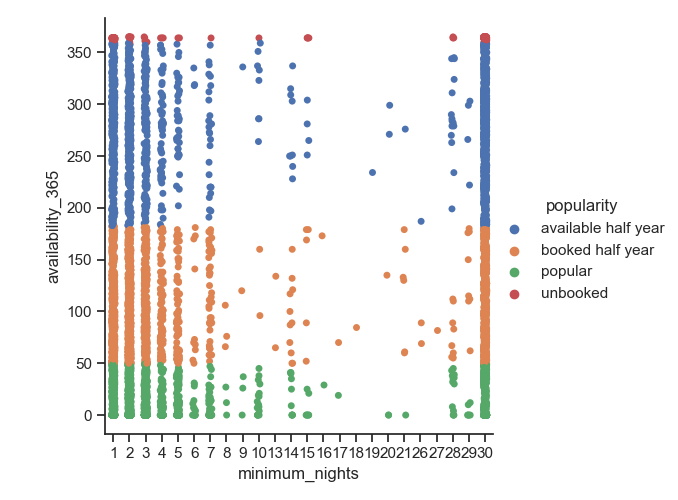 350
300
250
200
150
100
50
0
availability_365
1 2 3 4 5 6 7 8 9 10 13 14 15 16 17 18 19 20 21 26 27 28 29 30
minimum_nights
popularity
available half year
booked half year
popular
unbooked